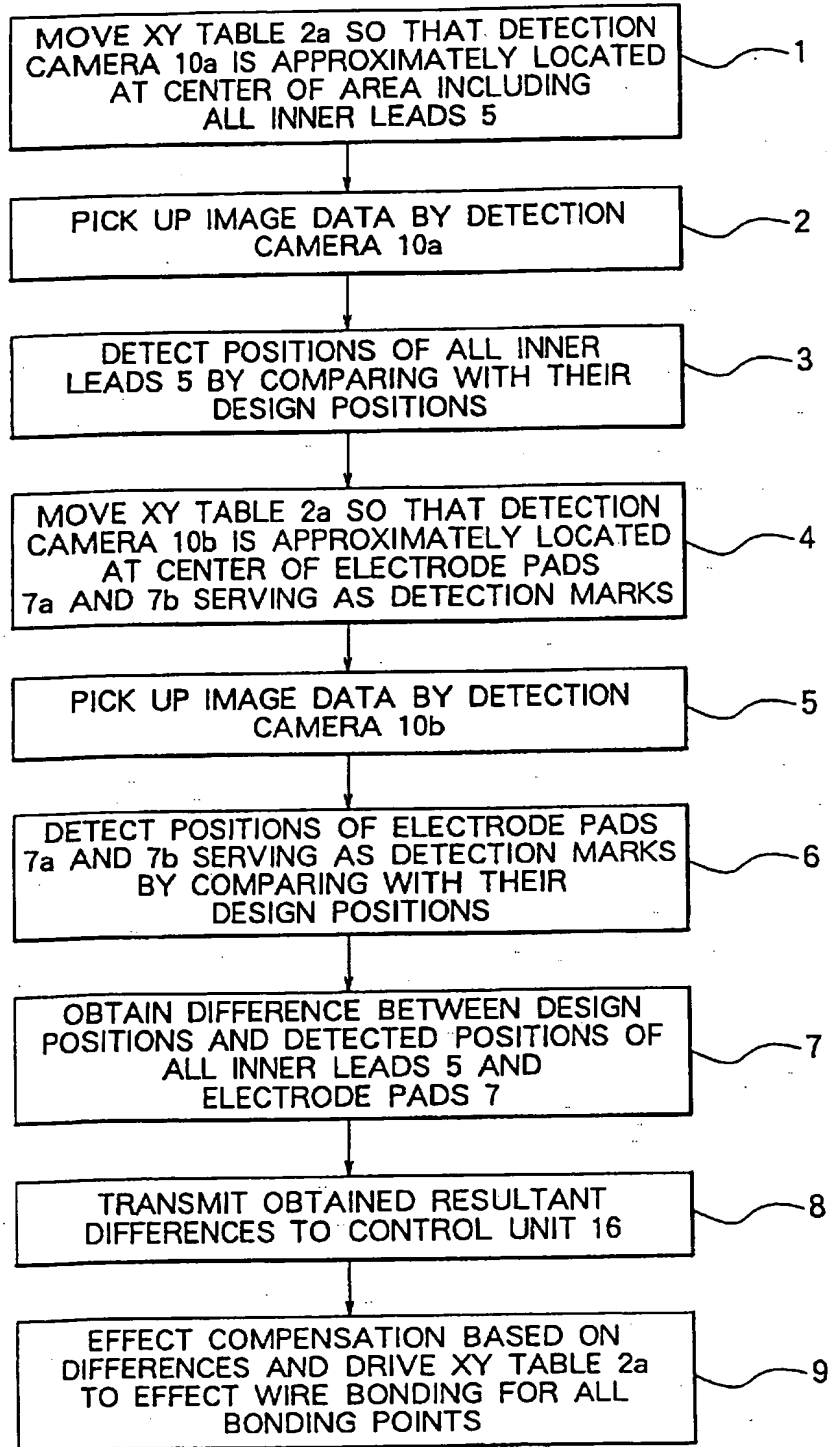 MOVE XY TABLE 2a SO THAT DETECTION
CAMERA 10a IS APPROXIMATELY LOCATED
AT CENTER OF AREA INCLUDING
ALL INNER LEADS 5
1
PICK UP IMAGE DATA BY DETECTION
CAMERA 10a
2
DETECT POSITIONS OF ALL INNER
LEADS 5 BY COMPARING WITH THEIR
DESIGN POSITIONS
3
MOVE XY TABLE 2a SO THAT DETECTION
CAMERA 10b IS APPROXIMATELY LOCATED
AT CENTER OF ELECTRODE PADS
7a AND 7b SERVING AS DETECTION MARKS
4
PICK UP IMAGE DATA BY DETECTION
CAMERA 10b
5
DETECT POSITIONS OF ELECTRODE PADS
7a AND 7b SERVING AS DETECTION MARKS
BY COMPARING WITH THEIR
DESIGN POSITIONS
6
OBTAIN DIFFERENCE BETWEEN DESIGN
POSITIONS AND DETECTED POSITIONS OF
ALL INNER LEADS 5 AND
ELECTRODE PADS 7
7
TRANSMIT OBTAINED RESULTANT
DIFFERENCES TO CONTROL UNIT 16
8
EFFECT COMPENSATION BASED ON
DIFFERENCES AND DRIVE XY TABLE 2a
TO EFFECT WIRE BONDING FOR ALL
BONDING POINTS
9